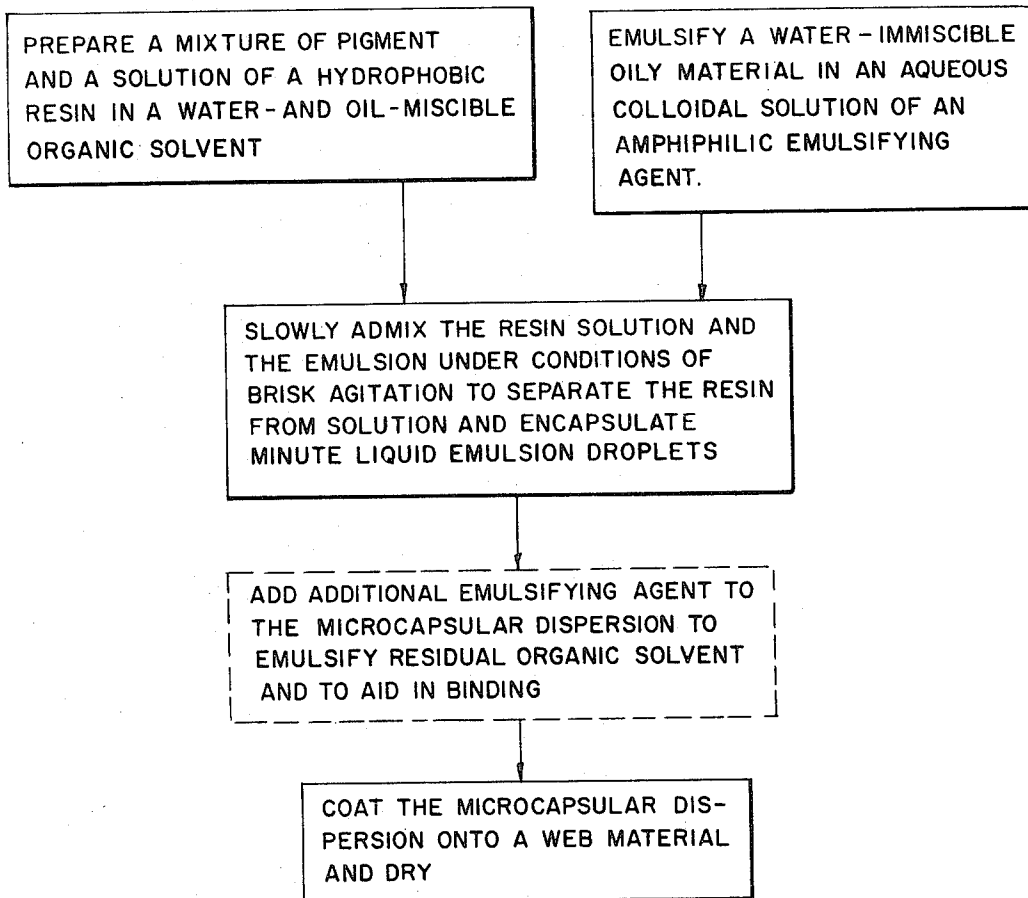 PREPARE A MIXTURE OF PIGMENT
AND A SOLUTION OF A HYDROPHOBIC
RESIN IN A WATER-AND OIL-MISCIBLE
ORGANIC SOLVENT
EMULSIFY A WATER-IMMISCIBLE
OILY MATERIAL IN AN AQUEOUS
COLLOIDAL SOLUTION OF AN
AMPHIPHILIC EMULSIFYING
AGENT.
SLOWLY ADMIX THE RESIN SOLUTION AND
THE EMULSION UNDER CONDITIONS OF
BRISK AGITATION TO SEPARATE THE RESIN
FROM SOLUTION AND ENCAPSULATE
MINUTE LIQUID EMULSION DROPLETS
ADD ADDITIONAL EMULSIFYING AGENT TO
THE MICROCAPSULAR DISPERSION TO
EMULSIFY RESIDUAL ORGANIC SOLVENT
AND TO AID IN BINDING
COAT THE MICROCAPSULAR DIS-
PERSION ONTO A WEB MATERIAL
AND DRY